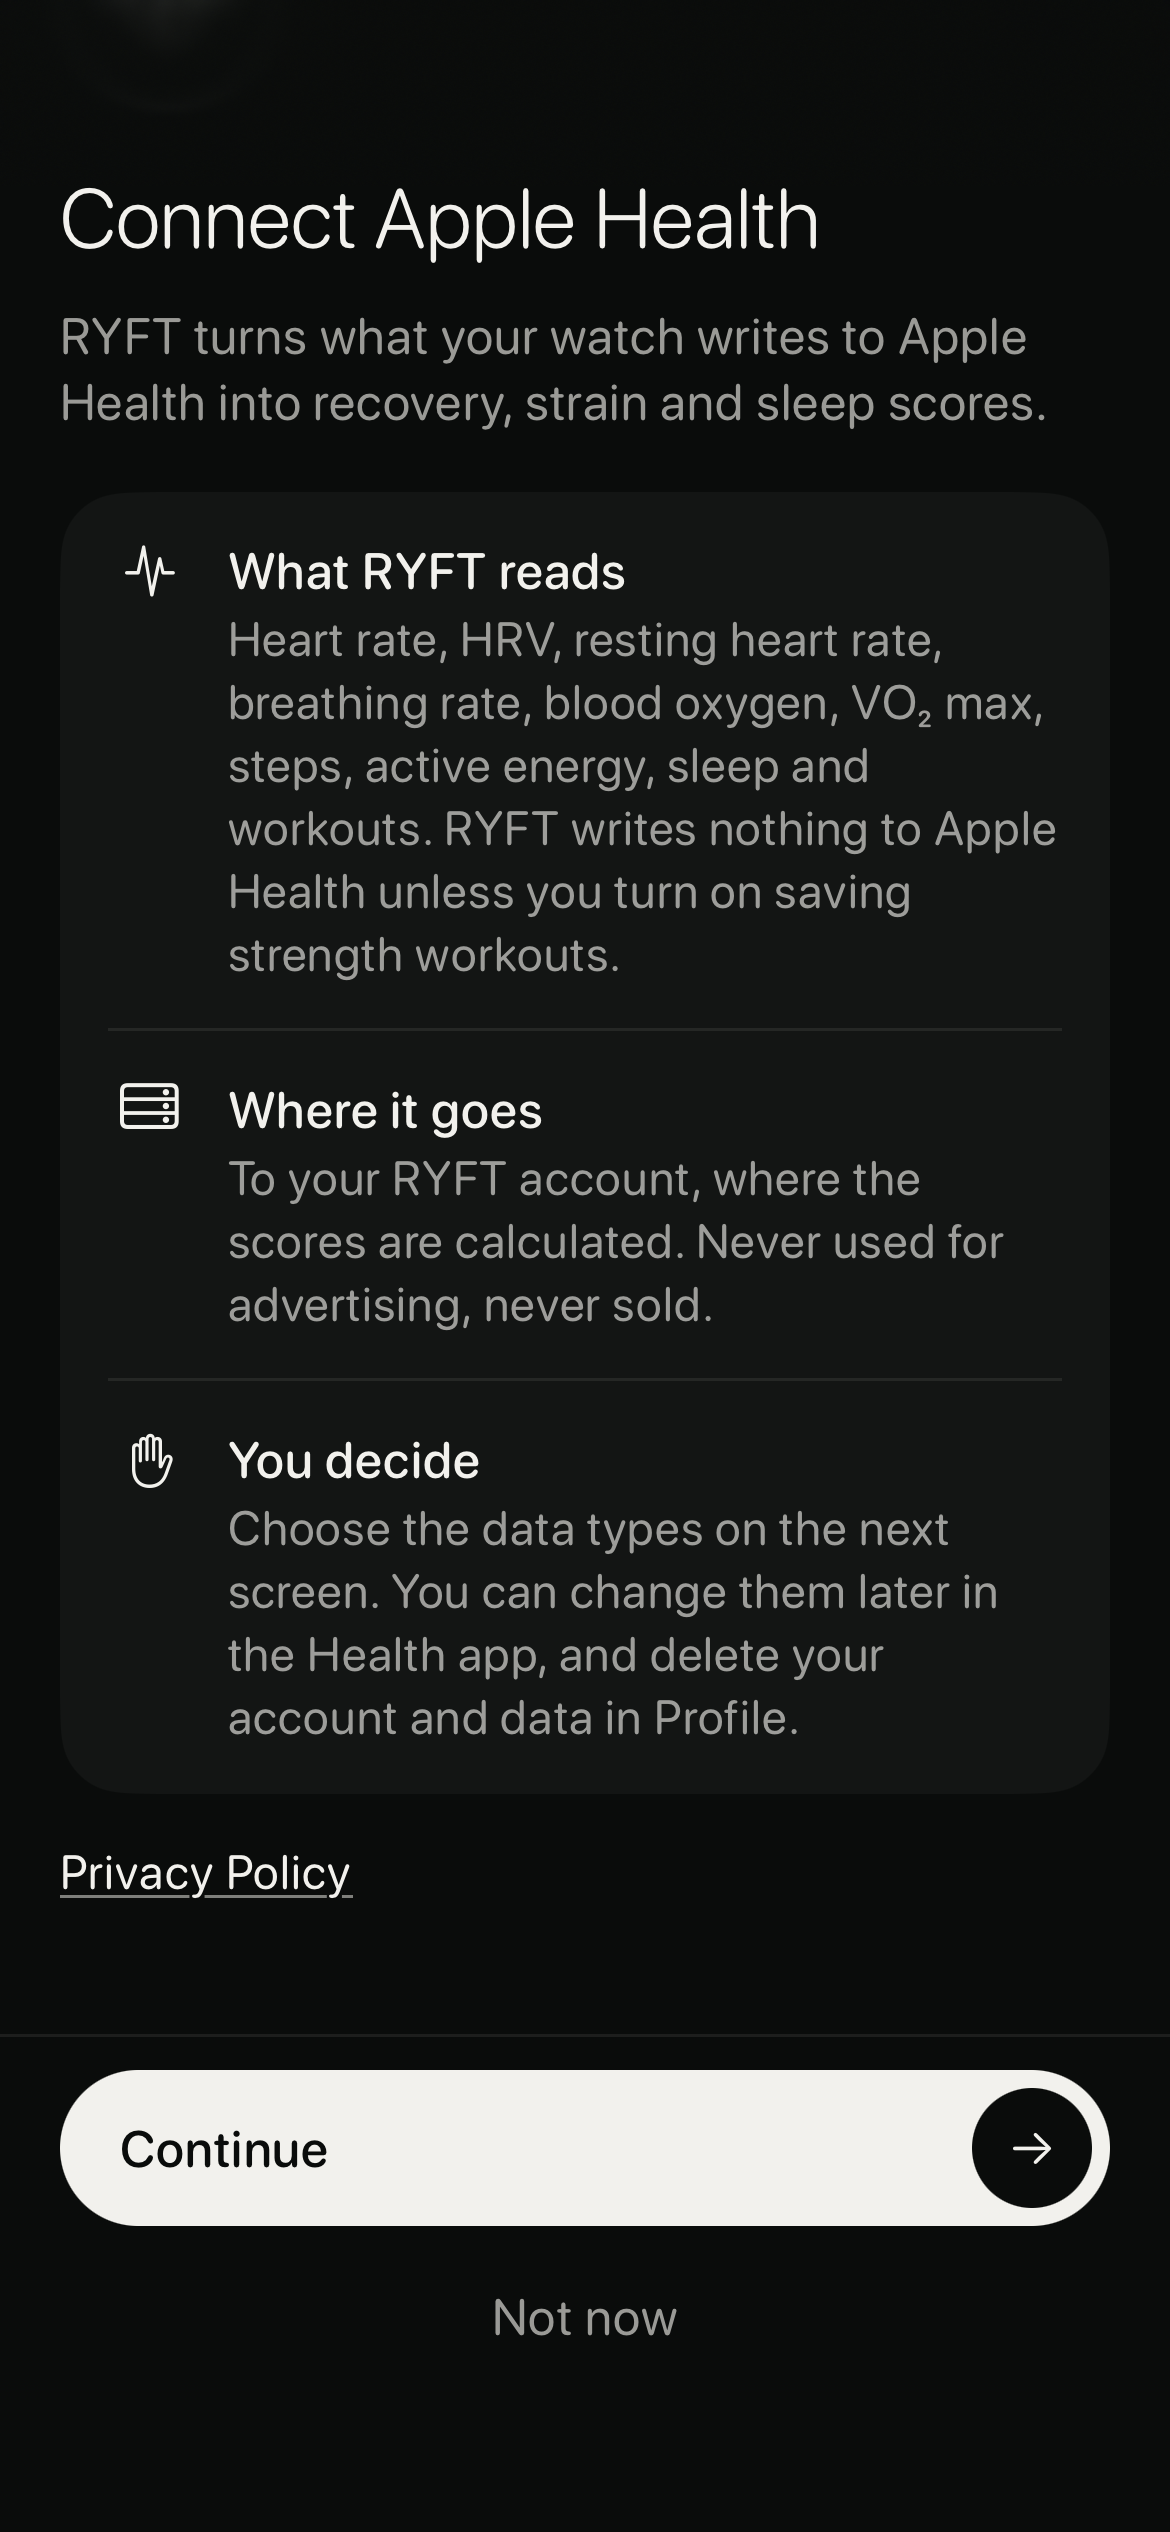 Connect Apple Health
RYFT turns what your watch writes to Apple
Health into recovery, strain and sleep scores.
What RYFT reads
Heart rate, HRV, resting heart rate,
breathing rate, blood oxygen, VO₂ max,
steps, active energy, sleep and
workouts. RYFT writes nothing to Apple
Health unless you turn on saving
strength workouts.
Where it goes
To your RYFT account, where the
scores are calculated. Never used for
advertising, never sold.
You decide
Choose the data types on the next
screen. You can change them later in
the Health app, and delete your
account and data in Profile.
Privacy Policy
Continue
Not now